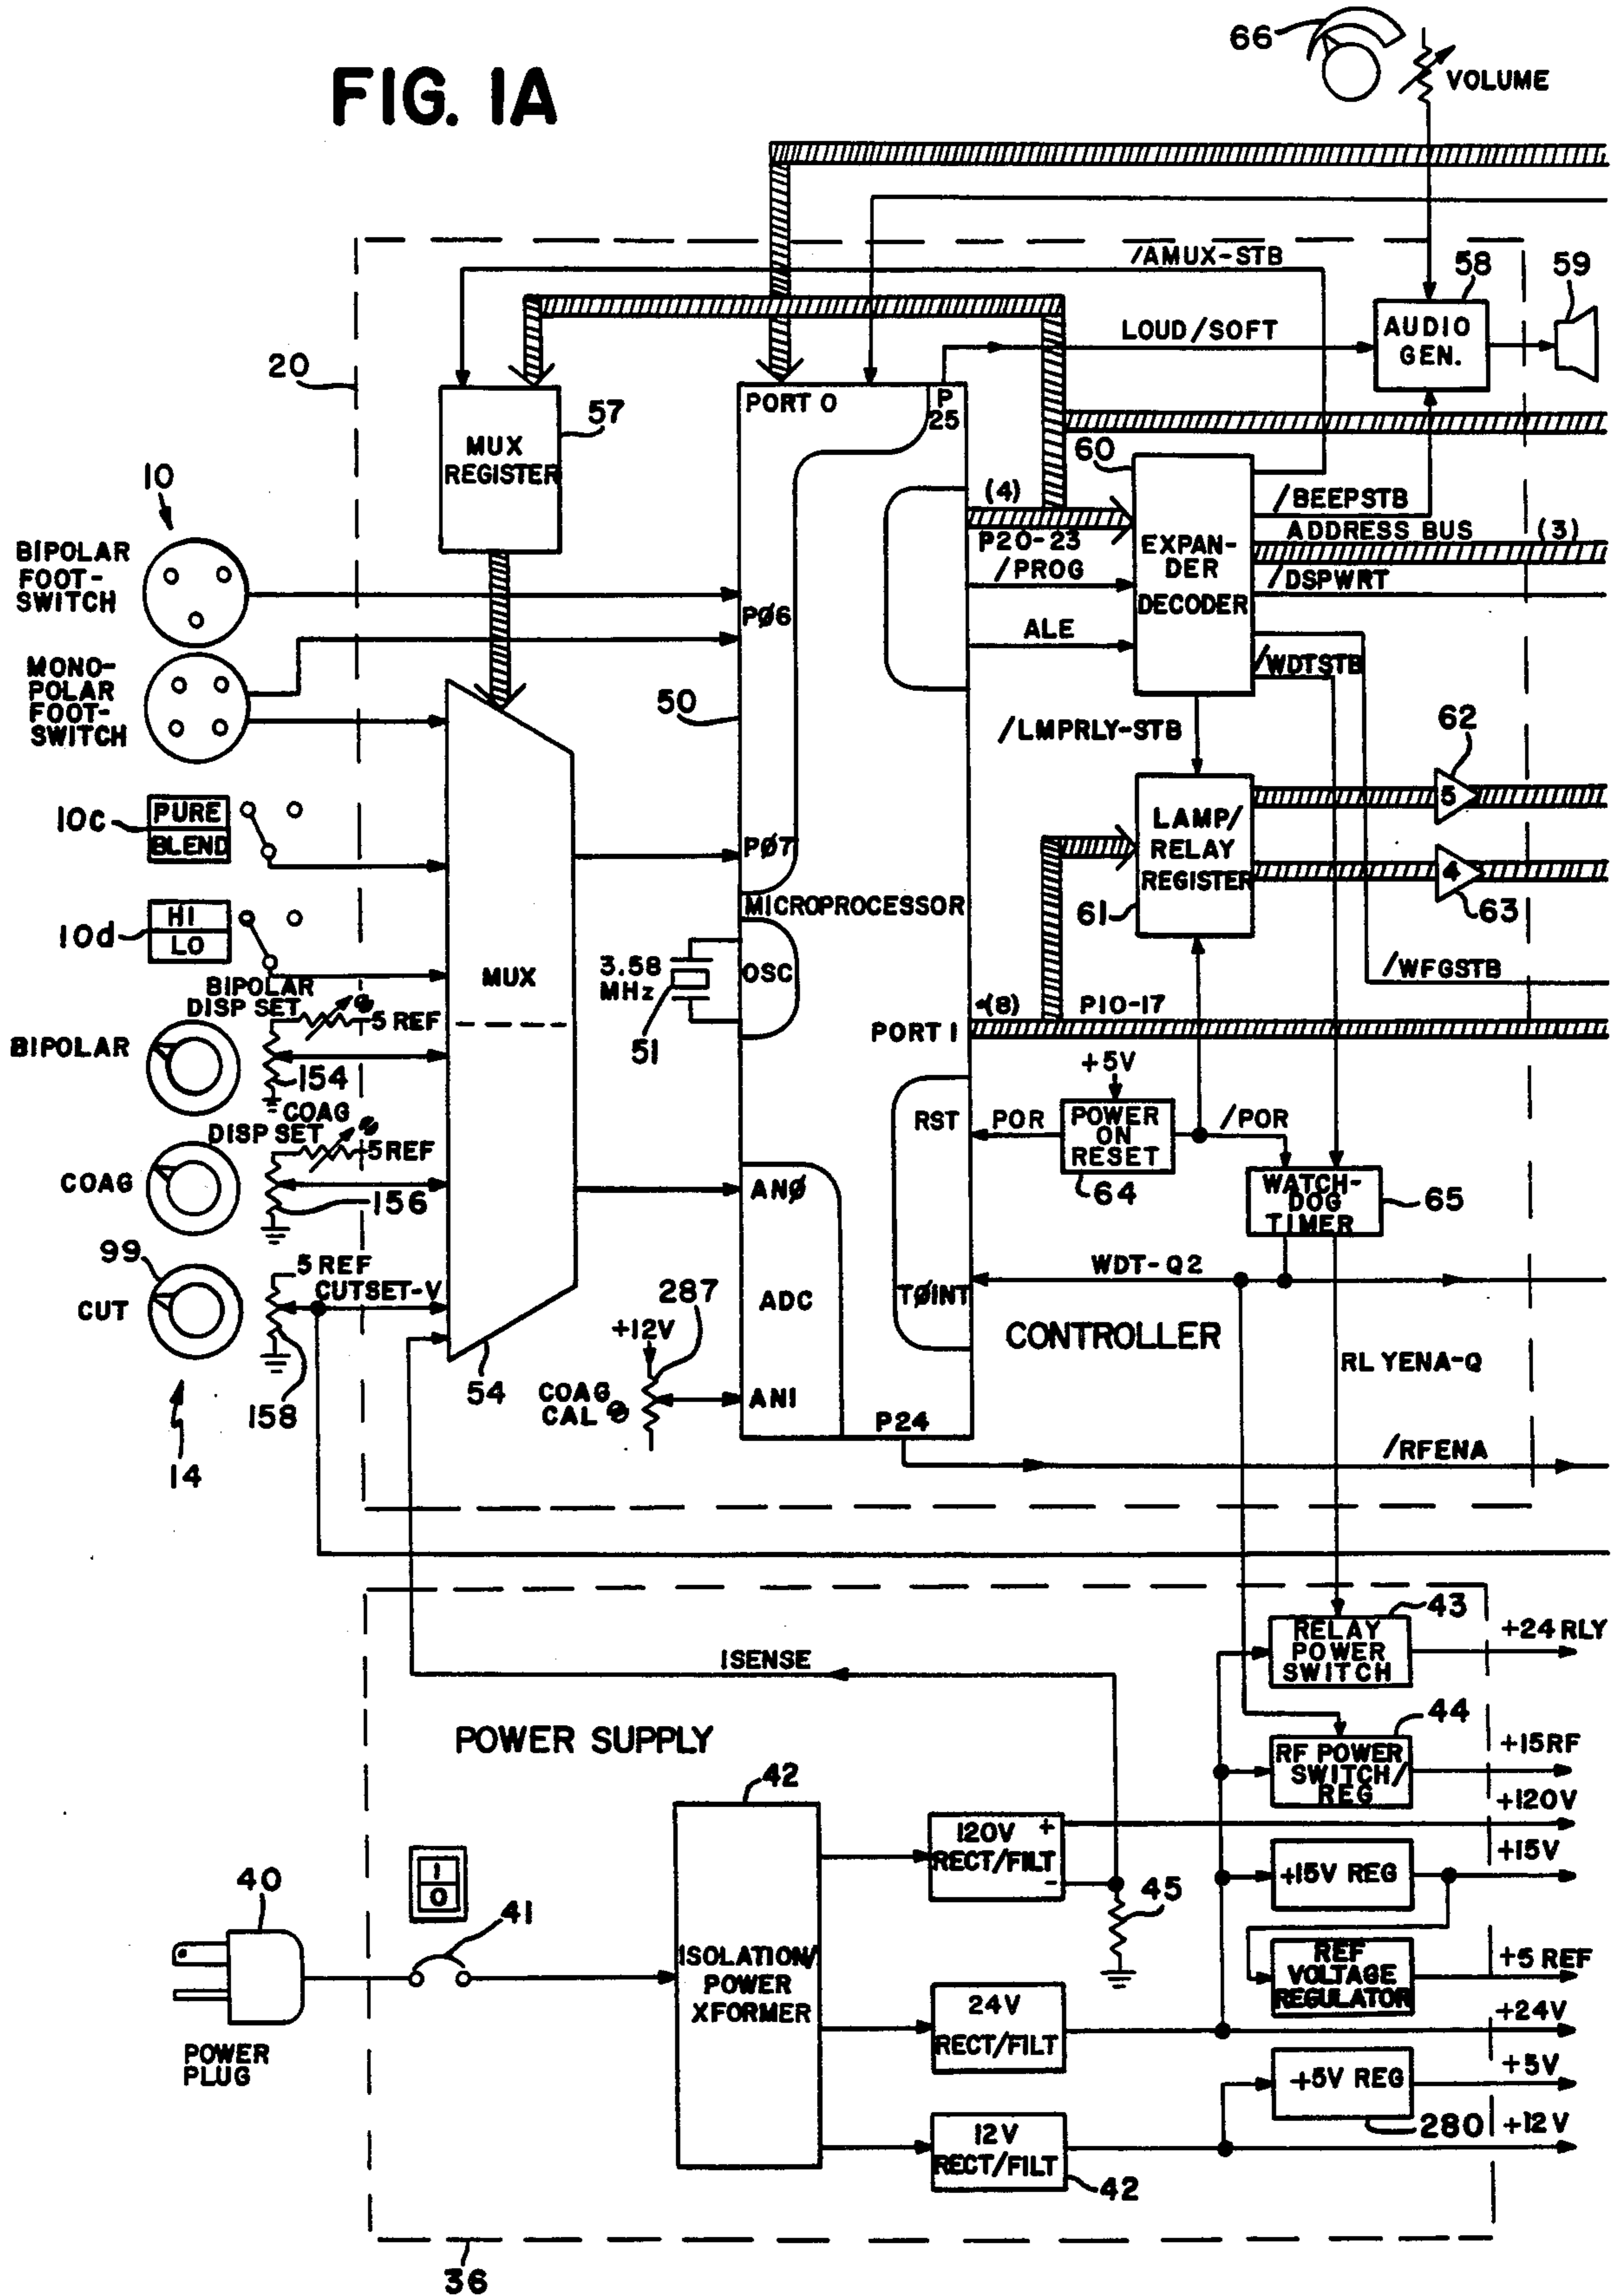 FIG. 1A
66
VOLUME
/AMUX-STB
58
59
LOUD/SOFT
AUDIO
GEN.
20
PORT 0
P
25
57
MUX
REGISTER
60
10
(4)
/BEEPSTB
BIPOLAR
FOOT-
SWITCH
P20-23
EXPAN-
DER
DECODER
ADDRESS BUS
(3)
/PROG
/DSPWRT
PØ6
ALE
/WDTSTB
MONO-
POLAR
FOOT-
SWITCH
50
/LMPRLY-STB
62
10C
PURE
BLEND
5
PØ7
LAMP/
RELAY
REGISTER
4
63
61
MICROPROCESSOR
10d
HI
LO
MUX
3.58
MHz
OSC
/WFGSTB
BIPOLAR
DISP SET
5 REF
(8)
P10-17
BIPOLAR
51
PORT 1
154
+5V
COAG
DISP SET
5 REF
RST
POR
POWER
ON
RESET
/POR
COAG
156
ANØ
64
WATCH-
DOG
TIMER
65
99
5 REF
CUTSET-V
WDT-Q2
CUT
ADC
TØINT
287
+12V
CONTROLLER
RLYENA-Q
54
COAG
CAL
AN1
158
P24
/RFENA
14
43
RELAY
POWER
SWITCH
+24 RLY
ISENSE
POWER SUPPLY
44
RF POWER
SWITCH/
REG
+15RF
42
+120V
120V
RECT/FILT
+
-
+15V
+15V REG
40
1
0
41
45
ISOLATION/
POWER
XFORMER
REF
VOLTAGE
REGULATOR
+5 REF
24V
RECT/FILT
+24V
POWER
PLUG
+5V REG
+5V
280
12V
RECT/FILT
+12V
42
36